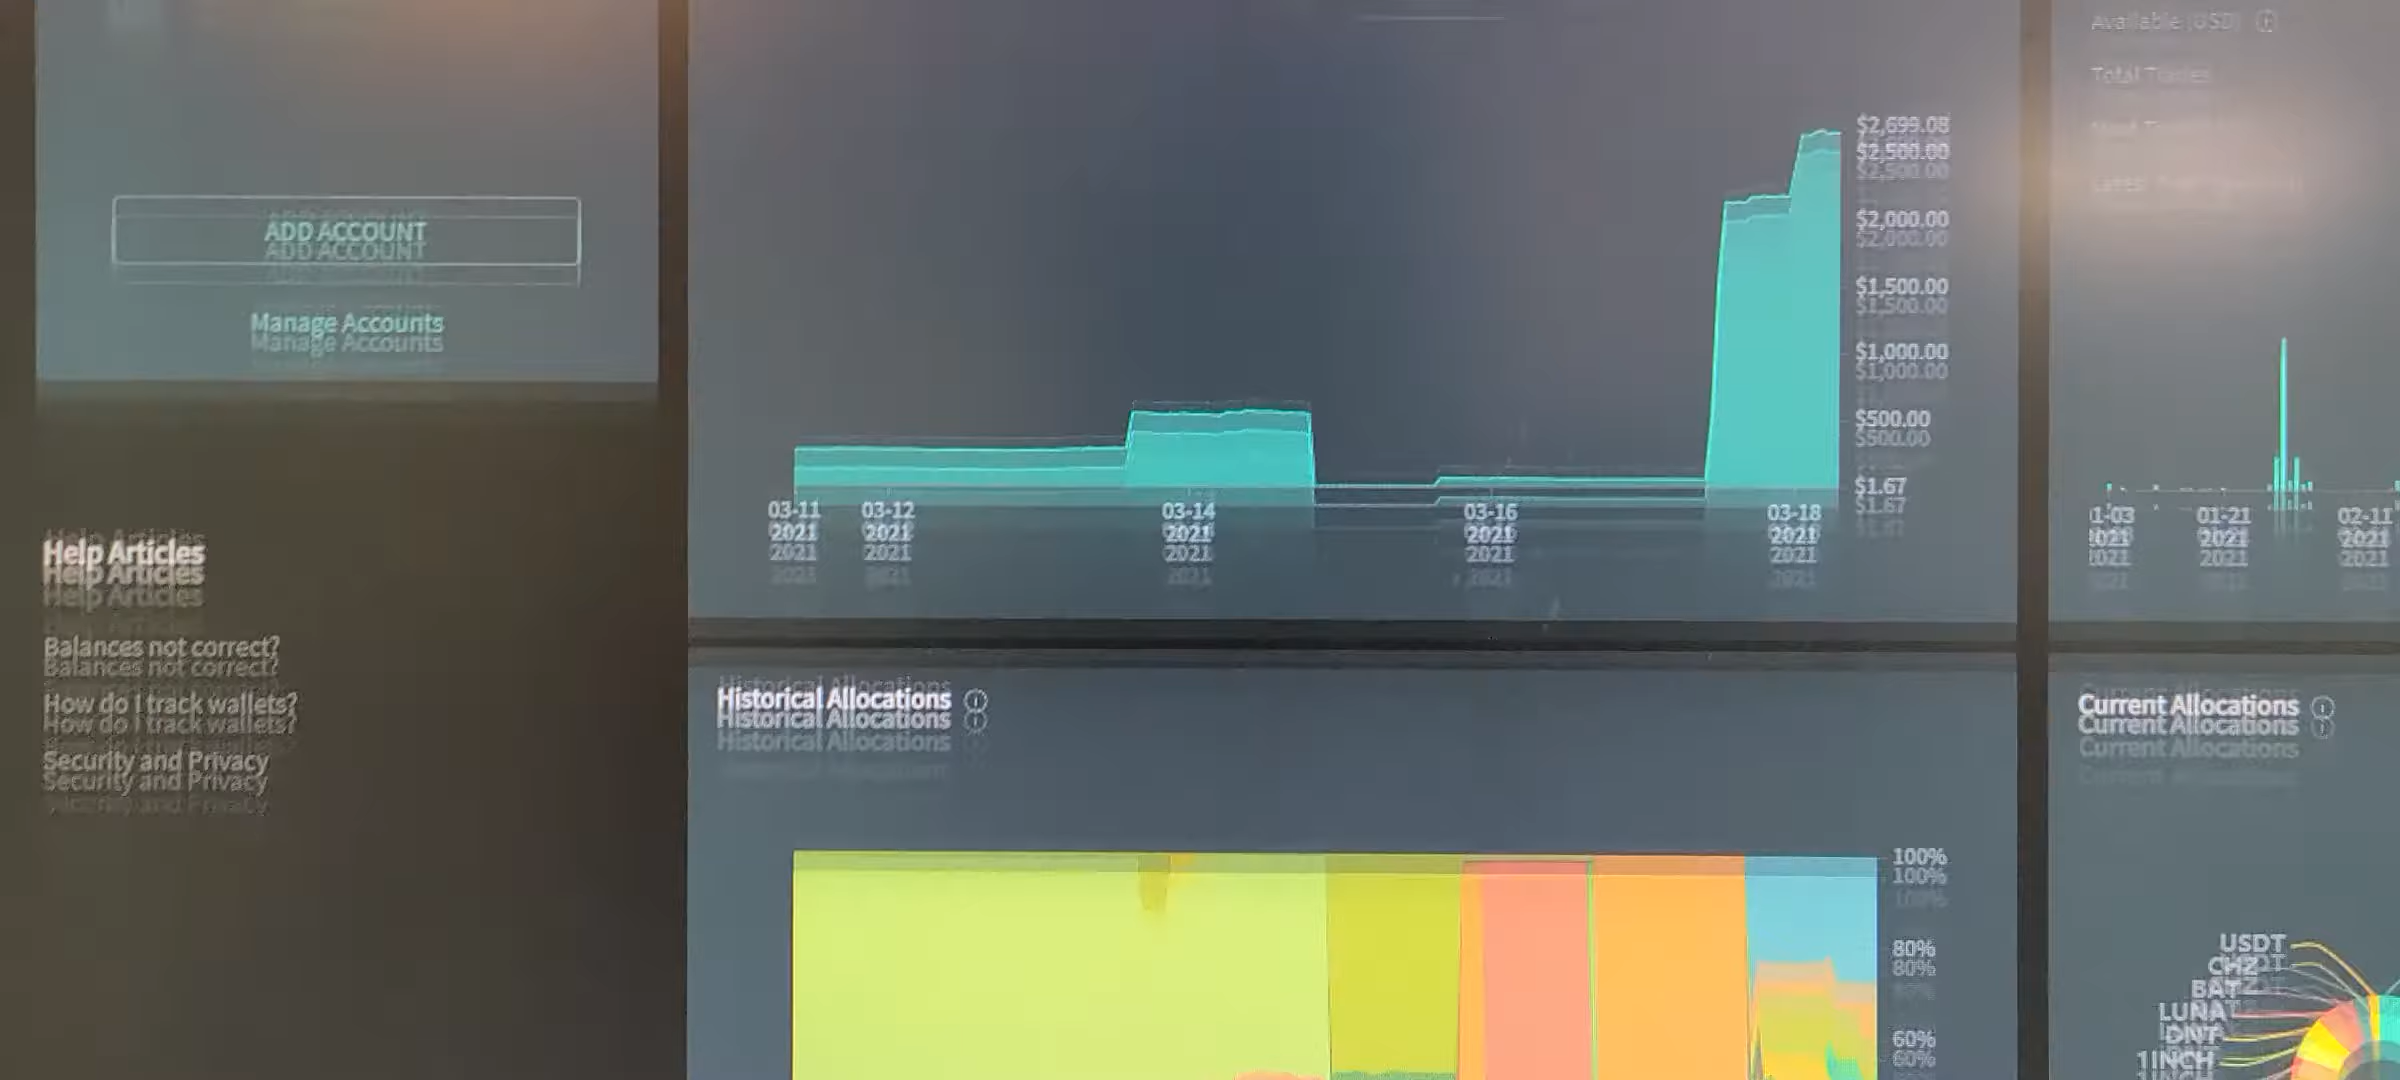 ADD ACCOUNT
Manage Accounts
Help Articles
Balances not correct?
How do I track wallets?
Security and Privacy
$2,699.08
$2,500.00
$2,000.00
$1,500.00
$1,000.00
$500.00
$1.67
03-11 03-12 03-14 03-16 03-18
2021 2021 2021 2021 2021
Historical Allocations
100%
80%
60%
Available (USD)
Total Trades
1-03 01-21 02-11
2021 2021 2021
Current Allocations
USDT
CHZ
BAT
LUNA
DNT
1INCH